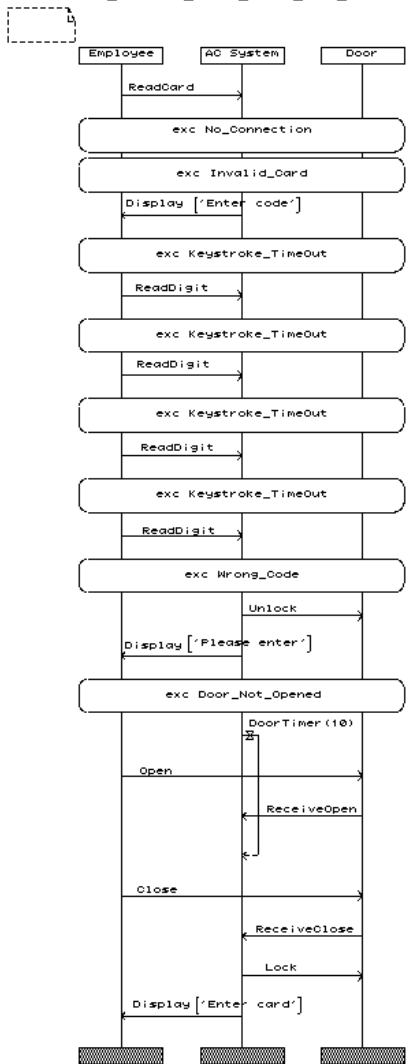 Employee AC System Door
ReadCard
exc No_Connection
exc Invalid_Card
Display ['Enter code']
exc Keystroke_TimeOut
ReadDigit
exc Keystroke_TimeOut
ReadDigit
exc Keystroke_TimeOut
ReadDigit
exc Keystroke_TimeOut
ReadDigit
exc Wrong_Code
Unlock
Display ['Please enter']
exc Door_Not_Opened
DoorTimer(10)
Open
ReceiveOpen
Close
ReceiveClose
Lock
Display ['Enter card']